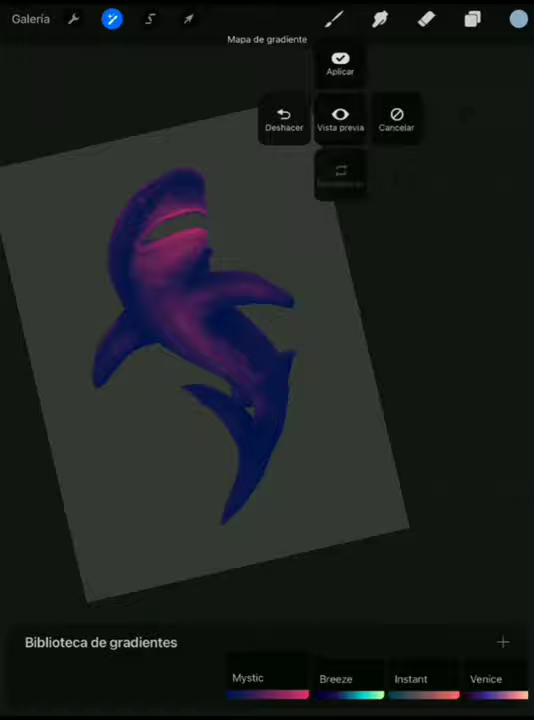 Galería
Mapa de gradiente
Aplicar
Deshacer
Vista previa
Cancelar
Biblioteca de gradientes
Mystic
Breeze
Instant
Venice